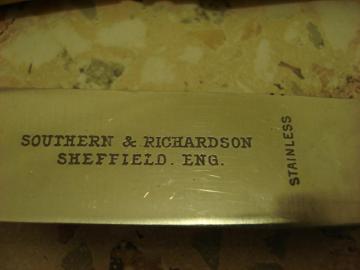 SOUTHERN & RICHARDSON
SHEFFIELD. ENG.
STAINLESS